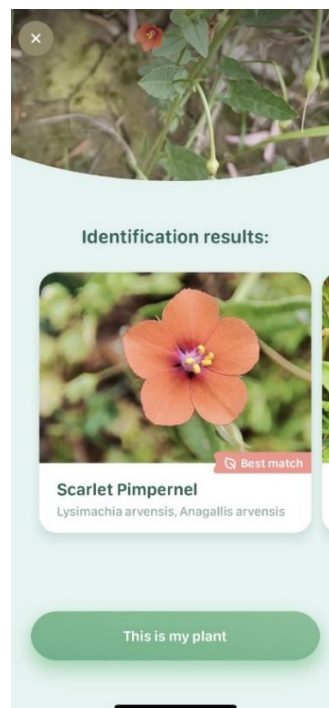 Identification results:
Best match
Scarlet Pimpernel
Lysimachia arvensis, Anagallis arvensis
This is my plant